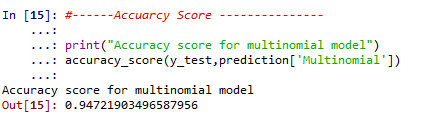 In [15]: #------Accuarcy Score ---------------
...:
...: print("Accuracy score for multinomial model")
...: accuracy_score(y_test,prediction['Multinomial'])
...:
Accuracy score for multinomial model
Out[15]: 0.94721903496587956